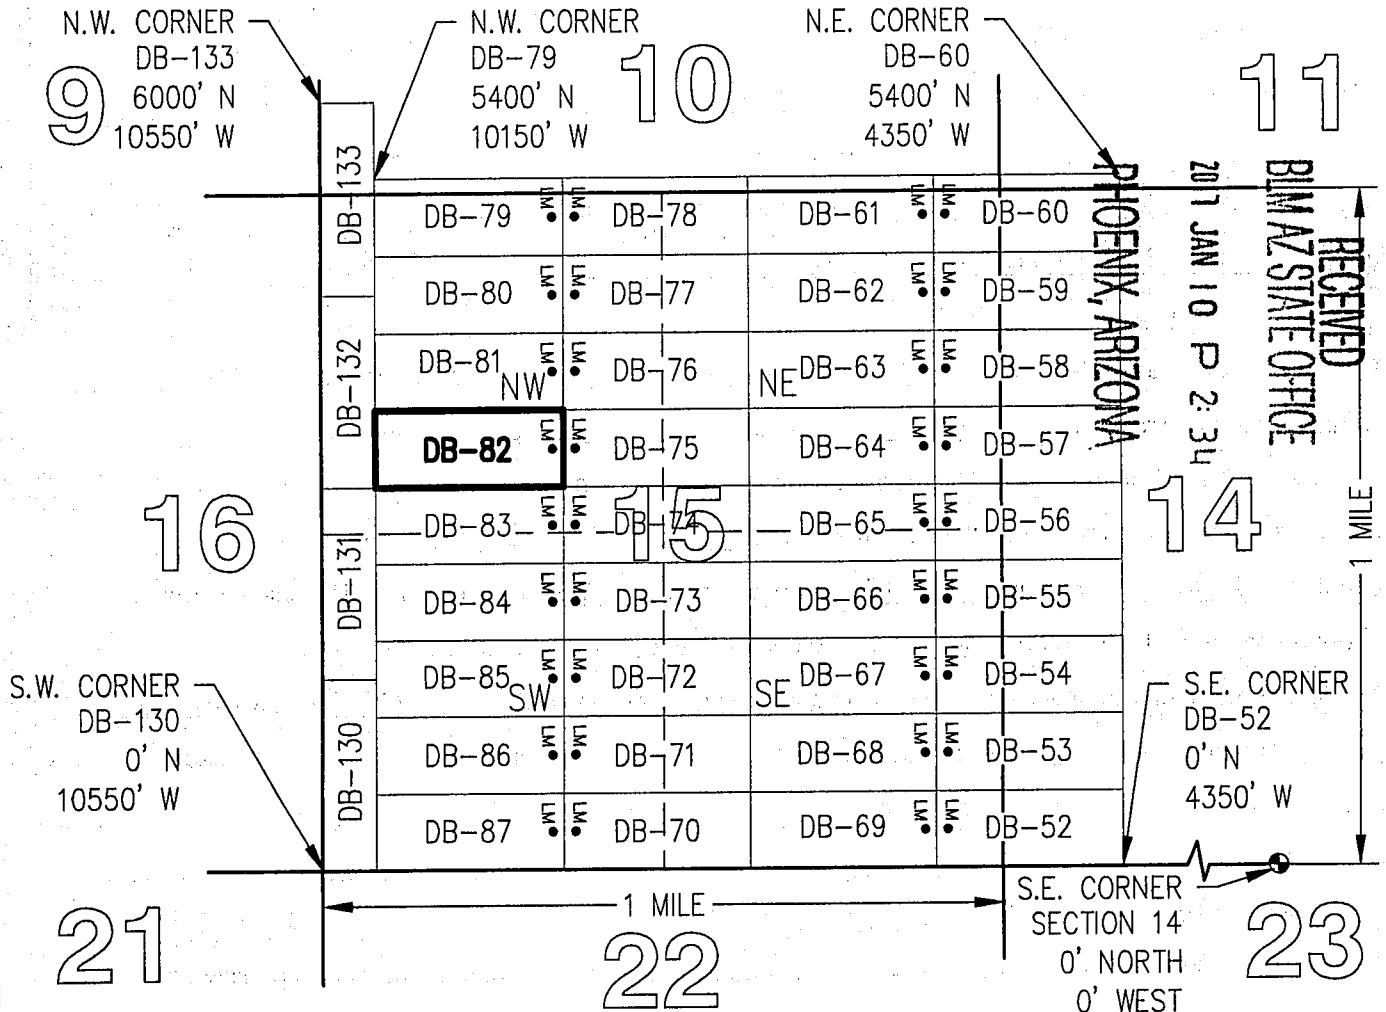 N.W. CORNER
DB-133
6000' N
10550' W
N.W. CORNER
DB-79
5400' N
10150' W
N.E. CORNER
DB-60
5400' N
4350' W
9
10
11
DB-133
DB-132
DB-131
DB-130
DB-79 LM LM DB-78 DB-61 LM LM DB-60
DB-80 LM LM DB-77 DB-62 LM LM DB-59
DB-81 LM LM DB-76 DB-63 LM LM DB-58
NW NE
DB-82 LM LM DB-75 DB-64 LM LM DB-57
DB-83 LM LM DB-74 DB-65 LM LM DB-56
16 15 14
DB-84 LM LM DB-73 DB-66 LM LM DB-55
DB-85 LM LM DB-72 DB-67 LM LM DB-54
SW SE
DB-86 LM LM DB-71 DB-68 LM LM DB-53
DB-87 LM LM DB-70 DB-69 LM LM DB-52
RECEIVED
BLM AZ STATE OFFICE
2017 JAN 10 P 2:34
PHOENIX, ARIZONA
1 MILE
S.W. CORNER
DB-130
0' N
10550' W
S.E. CORNER
DB-52
0' N
4350' W
1 MILE
S.E. CORNER
SECTION 14
0' NORTH
0' WEST
21
22
23